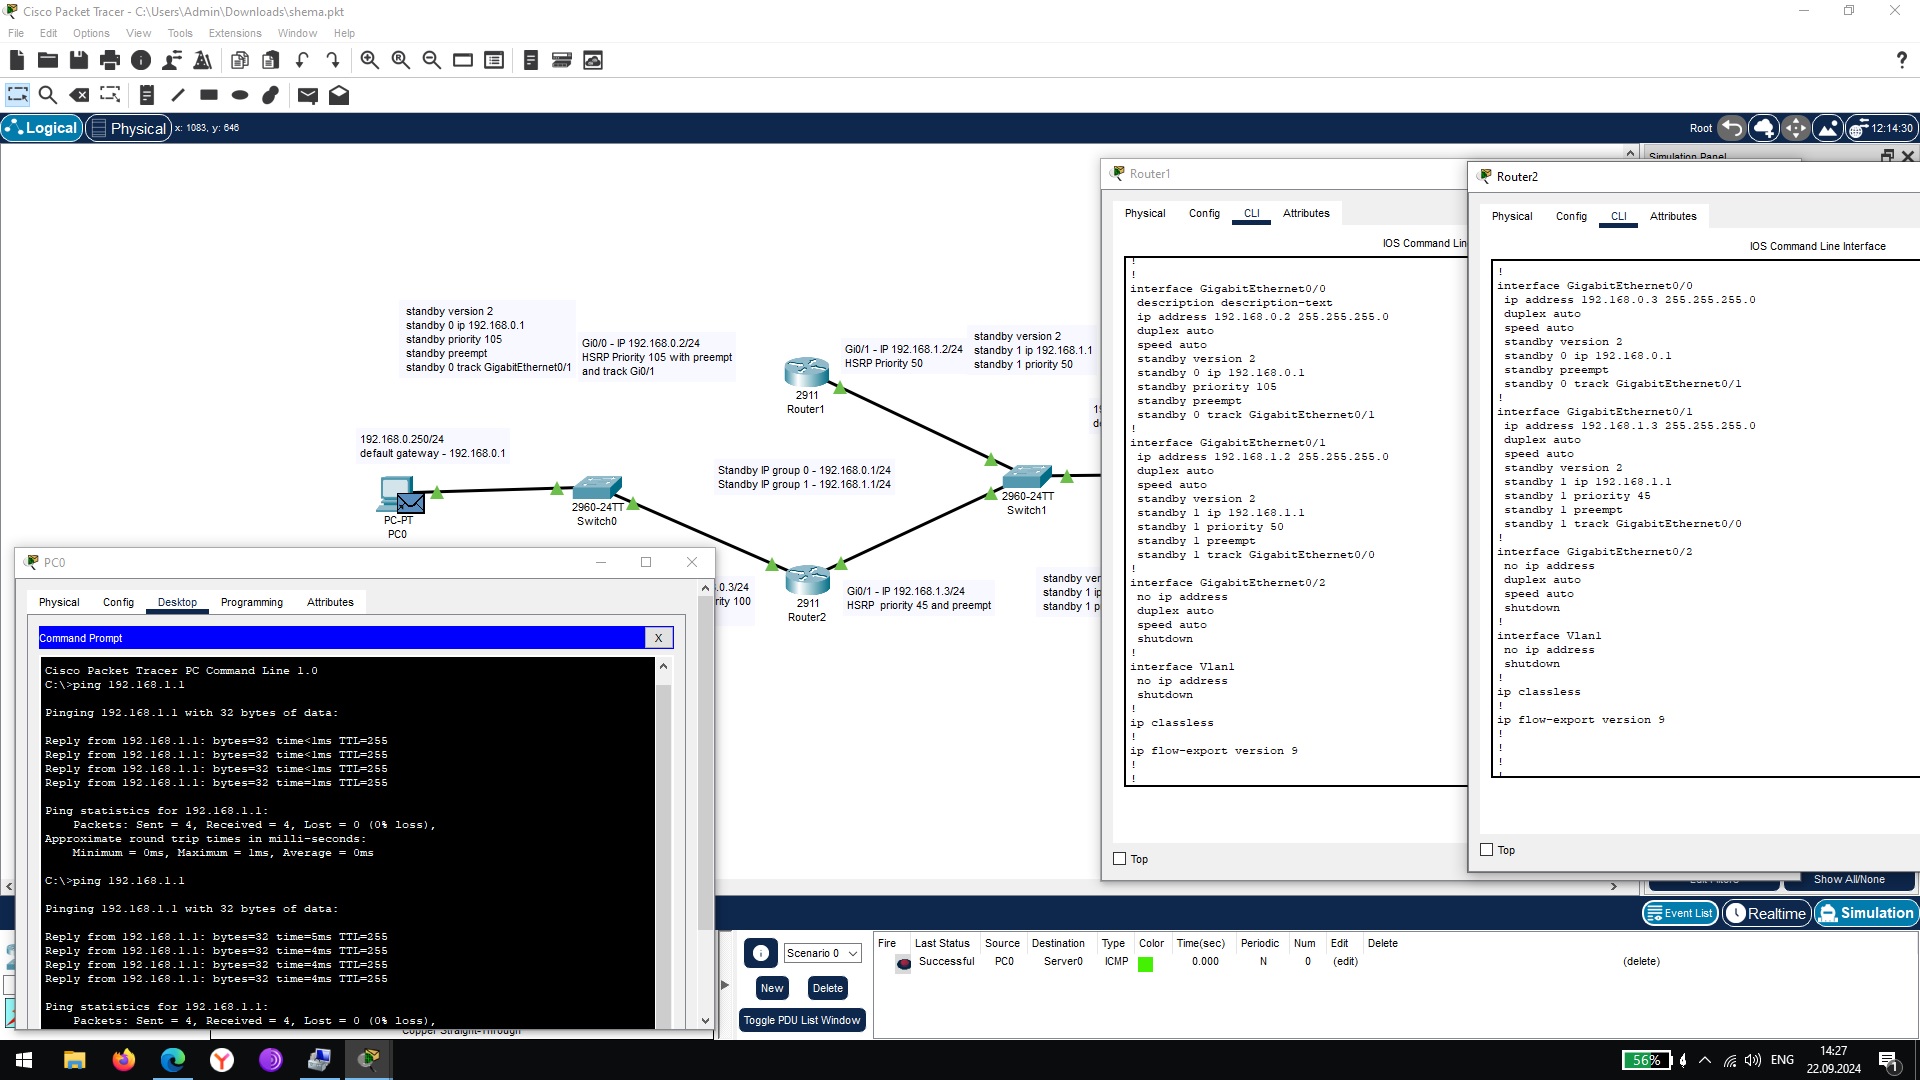 Cisco Packet Tracer - C:\Users\Admin\Downloads\shema.pkt
File Edit Options View Tools Extensions Window Help
Logical Physical x: 1083, y: 646
Root 12:14:30
Simulation Panel
standby version 2
standby 0 ip 192.168.0.1
standby priority 105
standby preempt
standby 0 track GigabitEthernet0/1
Gi0/0 - IP 192.168.0.2/24
HSRP Priority 105 with preempt
and track Gi0/1
2911
Router1
Gi0/1 - IP 192.168.1.2/24
HSRP Priority 50
standby version 2
standby 1 ip 192.168.1.1
standby 1 priority 50
192.168.0.250/24
default gateway - 192.168.0.1
PC-PT
PC0
2960-24TT
Switch0
Standby IP group 0 - 192.168.0.1/24
Standby IP group 1 - 192.168.1.1/24
2960-24TT
Switch1
.0.3/24
rity 100
2911
Router2
Gi0/1 - IP 192.168.1.3/24
HSRP priority 45 and preempt
standby ver
standby 1 ip
standby 1 p
Router1
Physical Config CLI Attributes
IOS Command Lin
!
!
interface GigabitEthernet0/0
description description-text
ip address 192.168.0.2 255.255.255.0
duplex auto
speed auto
standby version 2
standby 0 ip 192.168.0.1
standby priority 105
standby preempt
standby 0 track GigabitEthernet0/1
!
interface GigabitEthernet0/1
ip address 192.168.1.2 255.255.255.0
duplex auto
speed auto
standby version 2
standby 1 ip 192.168.1.1
standby 1 priority 50
standby 1 preempt
standby 1 track GigabitEthernet0/0
!
interface GigabitEthernet0/2
no ip address
duplex auto
speed auto
shutdown
!
interface Vlan1
no ip address
shutdown
!
ip classless
!
ip flow-export version 9
!
!
Top
Router2
Physical Config CLI Attributes
IOS Command Line Interface
!
interface GigabitEthernet0/0
ip address 192.168.0.3 255.255.255.0
duplex auto
speed auto
standby version 2
standby 0 ip 192.168.0.1
standby preempt
standby 0 track GigabitEthernet0/1
!
interface GigabitEthernet0/1
ip address 192.168.1.3 255.255.255.0
duplex auto
speed auto
standby version 2
standby 1 ip 192.168.1.1
standby 1 priority 45
standby 1 preempt
standby 1 track GigabitEthernet0/0
!
interface GigabitEthernet0/2
no ip address
duplex auto
speed auto
shutdown
!
interface Vlan1
no ip address
shutdown
!
ip classless
!
ip flow-export version 9
!
!
!
!
Top
PC0
Physical Config Desktop Programming Attributes
Command Prompt X
Cisco Packet Tracer PC Command Line 1.0
C:\>ping 192.168.1.1
Pinging 192.168.1.1 with 32 bytes of data:
Reply from 192.168.1.1: bytes=32 time<1ms TTL=255
Reply from 192.168.1.1: bytes=32 time<1ms TTL=255
Reply from 192.168.1.1: bytes=32 time<1ms TTL=255
Reply from 192.168.1.1: bytes=32 time=1ms TTL=255
Ping statistics for 192.168.1.1:
Packets: Sent = 4, Received = 4, Lost = 0 (0% loss),
Approximate round trip times in milli-seconds:
Minimum = 0ms, Maximum = 1ms, Average = 0ms
C:\>ping 192.168.1.1
Pinging 192.168.1.1 with 32 bytes of data:
Reply from 192.168.1.1: bytes=32 time=5ms TTL=255
Reply from 192.168.1.1: bytes=32 time=4ms TTL=255
Reply from 192.168.1.1: bytes=32 time=4ms TTL=255
Reply from 192.168.1.1: bytes=32 time=4ms TTL=255
Ping statistics for 192.168.1.1:
Packets: Sent = 4, Received = 4, Lost = 0 (0% loss),
Copper Straight-Through
Show All/None
Event List Realtime Simulation
Scenario 0
New Delete
Toggle PDU List Window
Fire Last Status Source Destination Type Color Time(sec) Periodic Num Edit Delete
Successful PC0 Server0 ICMP 0.000 N 0 (edit) (delete)
56% ENG 14:27
22.09.2024
1